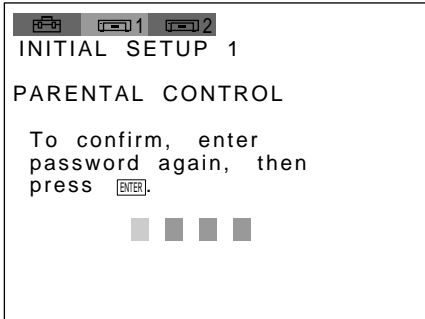 1 2
INITIAL SETUP 1
PARENTAL CONTROL
To confirm, enter
password again, then
press ENTER.